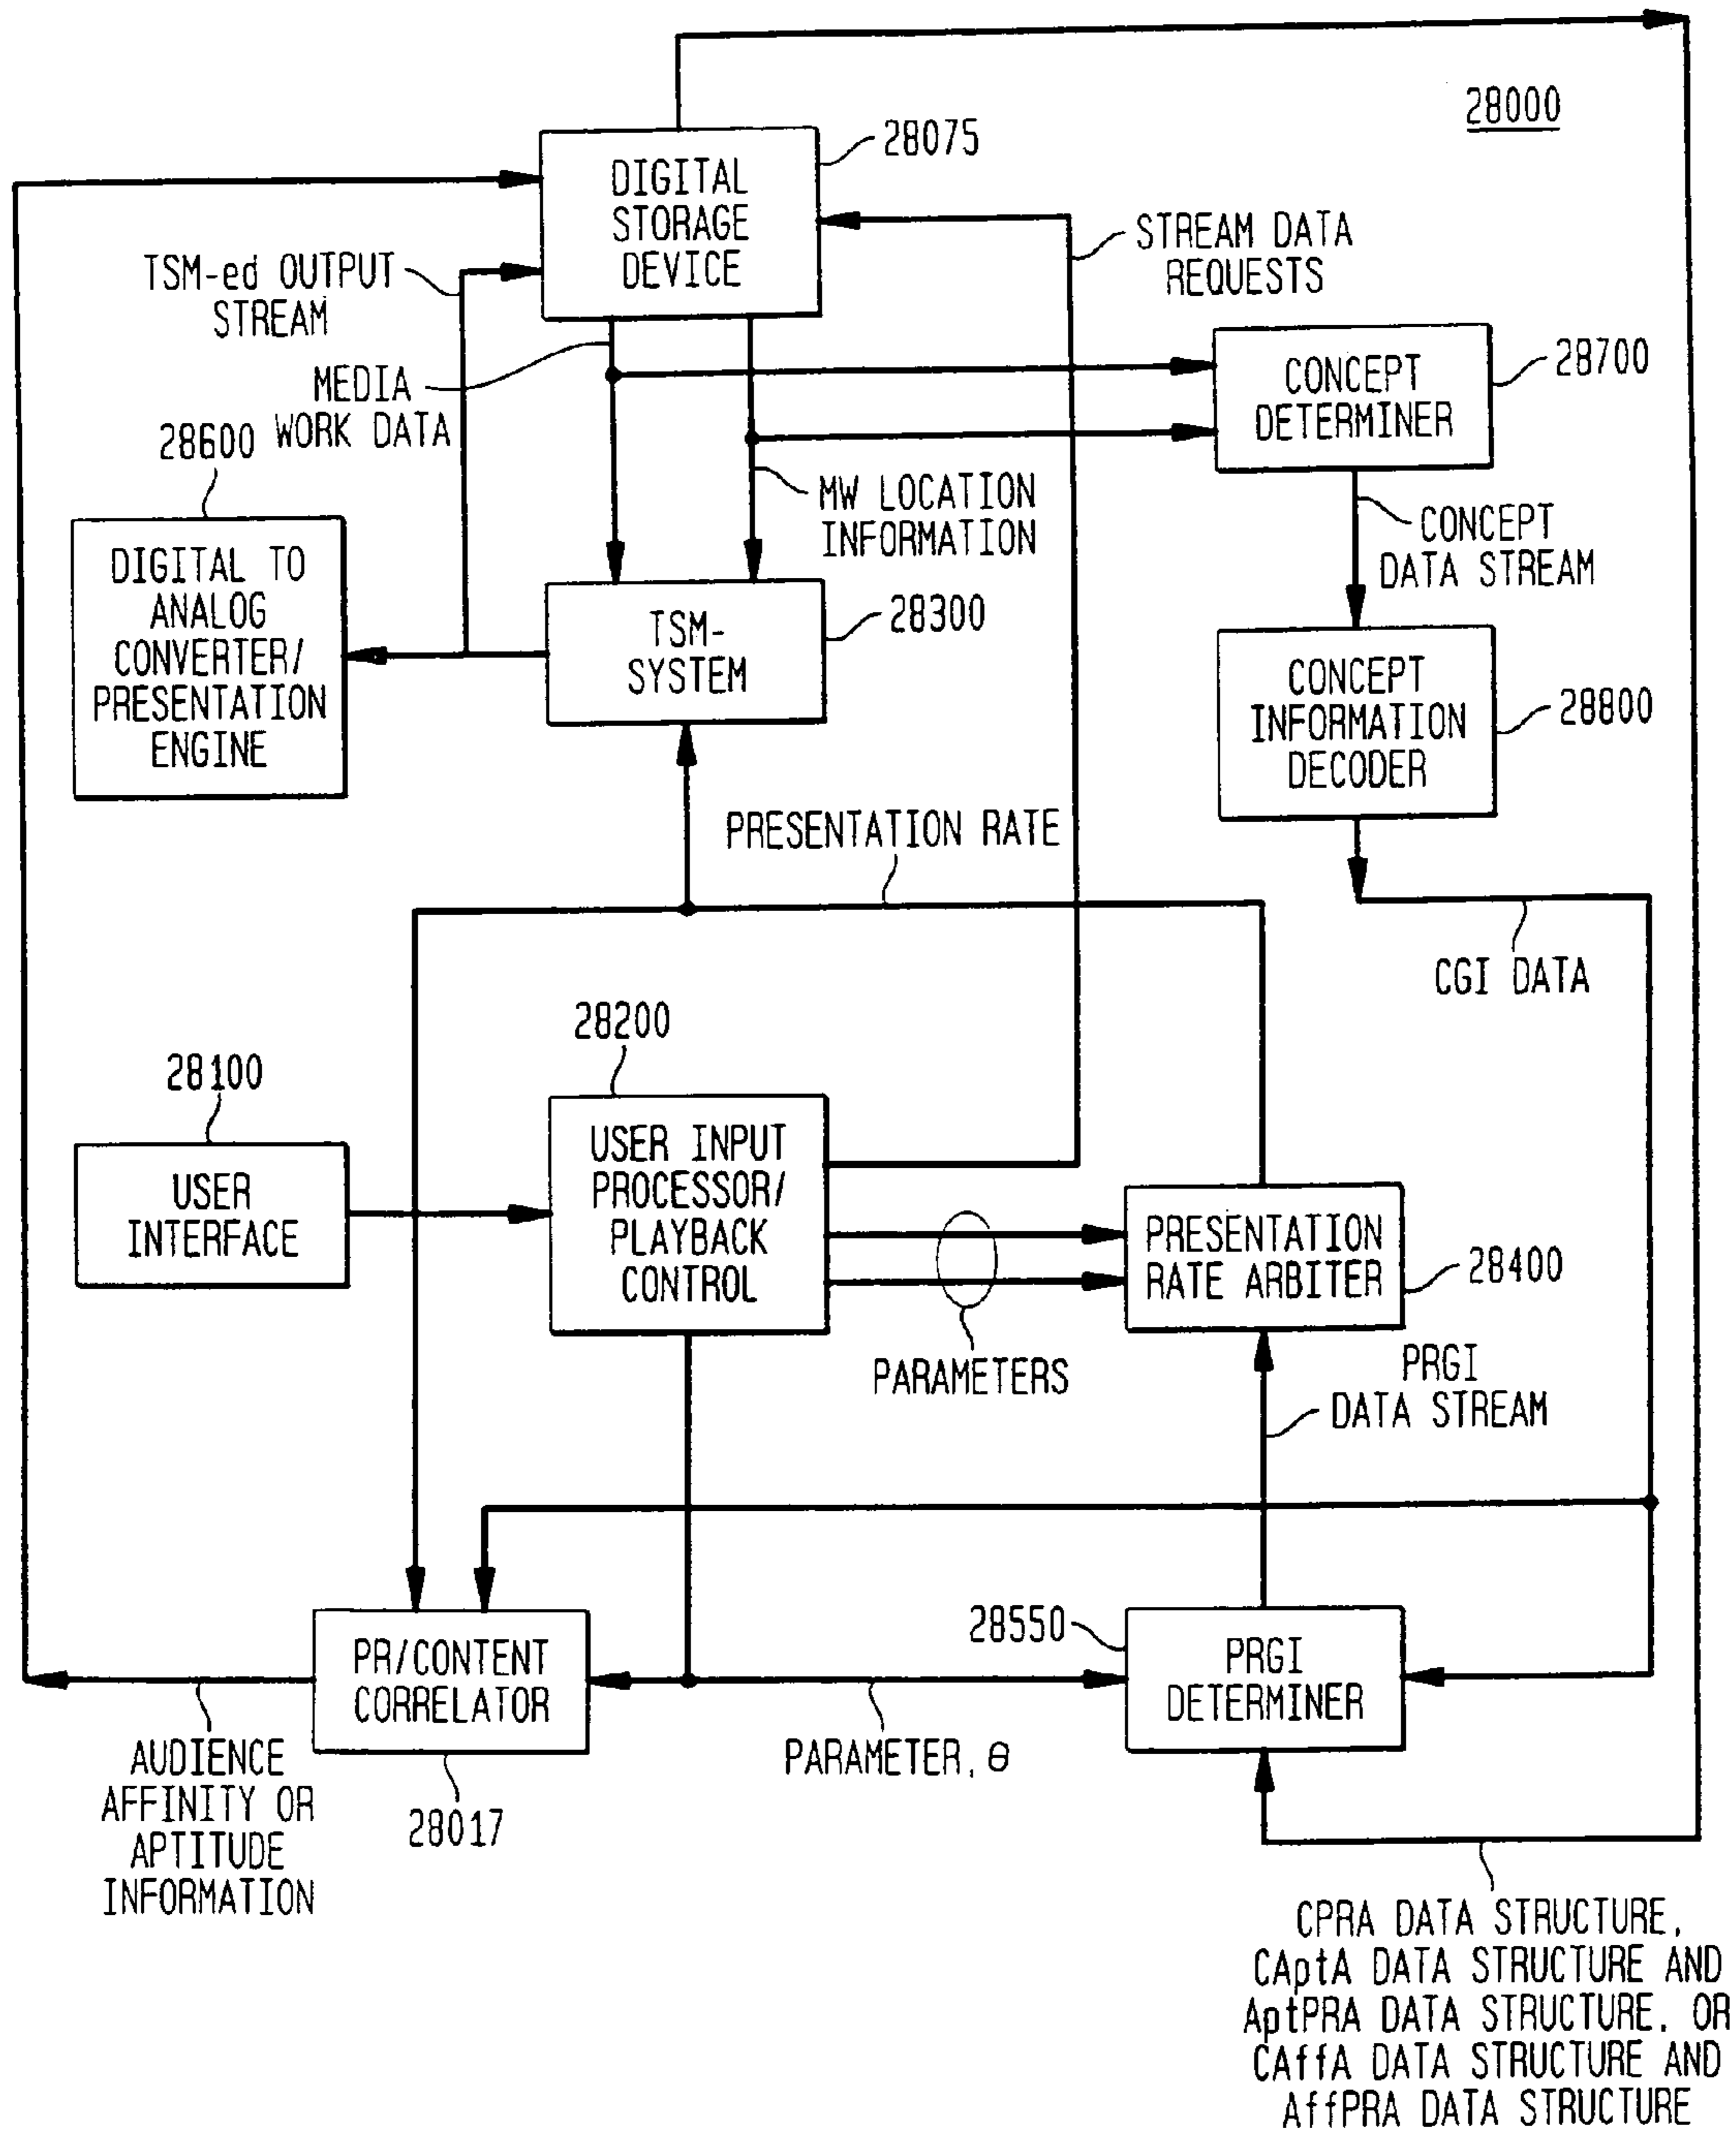 28000
28075
DIGITAL
STORAGE
DEVICE
STREAM DATA
REQUESTS
TSM-ed OUTPUT
STREAM
MEDIA
WORK DATA
28700
CONCEPT
DETERMINER
28600
MW LOCATION
INFORMATION
CONCEPT
DATA STREAM
DIGITAL TO
ANALOG
CONVERTER/
PRESENTATION
ENGINE
28300
TSM-
SYSTEM
CONCEPT
INFORMATION
DECODER
28800
PRESENTATION RATE
CGI DATA
28200
28100
USER
INTERFACE
USER INPUT
PROCESSOR/
PLAYBACK
CONTROL
PRESENTATION
RATE ARBITER
28400
PARAMETERS
PRGI
DATA STREAM
28550
PR/CONTENT
CORRELATOR
PRGI
DETERMINER
AUDIENCE
AFFINITY OR
APTITUDE
INFORMATION
28017
PARAMETER, θ
CPRA DATA STRUCTURE,
CAptA DATA STRUCTURE AND
AptPRA DATA STRUCTURE, OR
CAffA DATA STRUCTURE AND
AffPRA DATA STRUCTURE